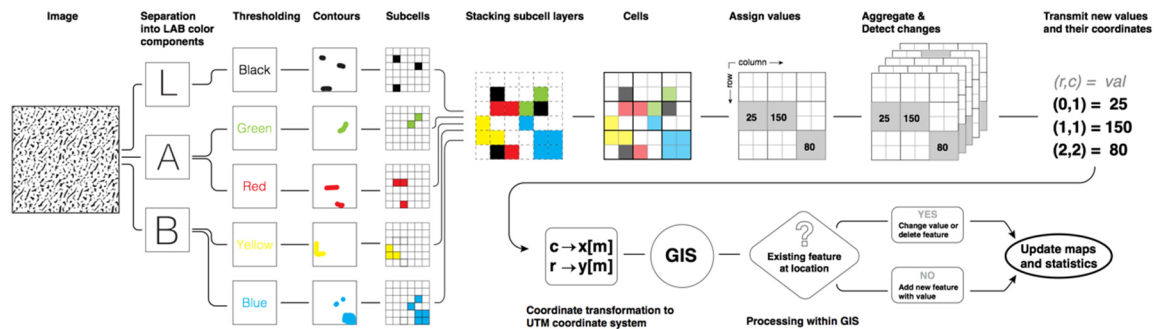 Image
Separation
into LAB color
components
Thresholding
Contours
Subcells
Stacking subcell layers
Cells
Assign values
Aggregate &
Detect changes
Transmit new values
and their coordinates
L
A
B
Black
Green
Red
Yellow
Blue
column
row
25 150
80
25 150
80
(r,c) = val
(0,1) = 25
(1,1) = 150
(2,2) = 80
c→x[m]
r→y[m]
Coordinate transformation to
UTM coordinate system
GIS
?
Existing feature
at location
Processing within GIS
YES
Change value or
delete feature
NO
Add new feature
with value
Update maps
and statistics